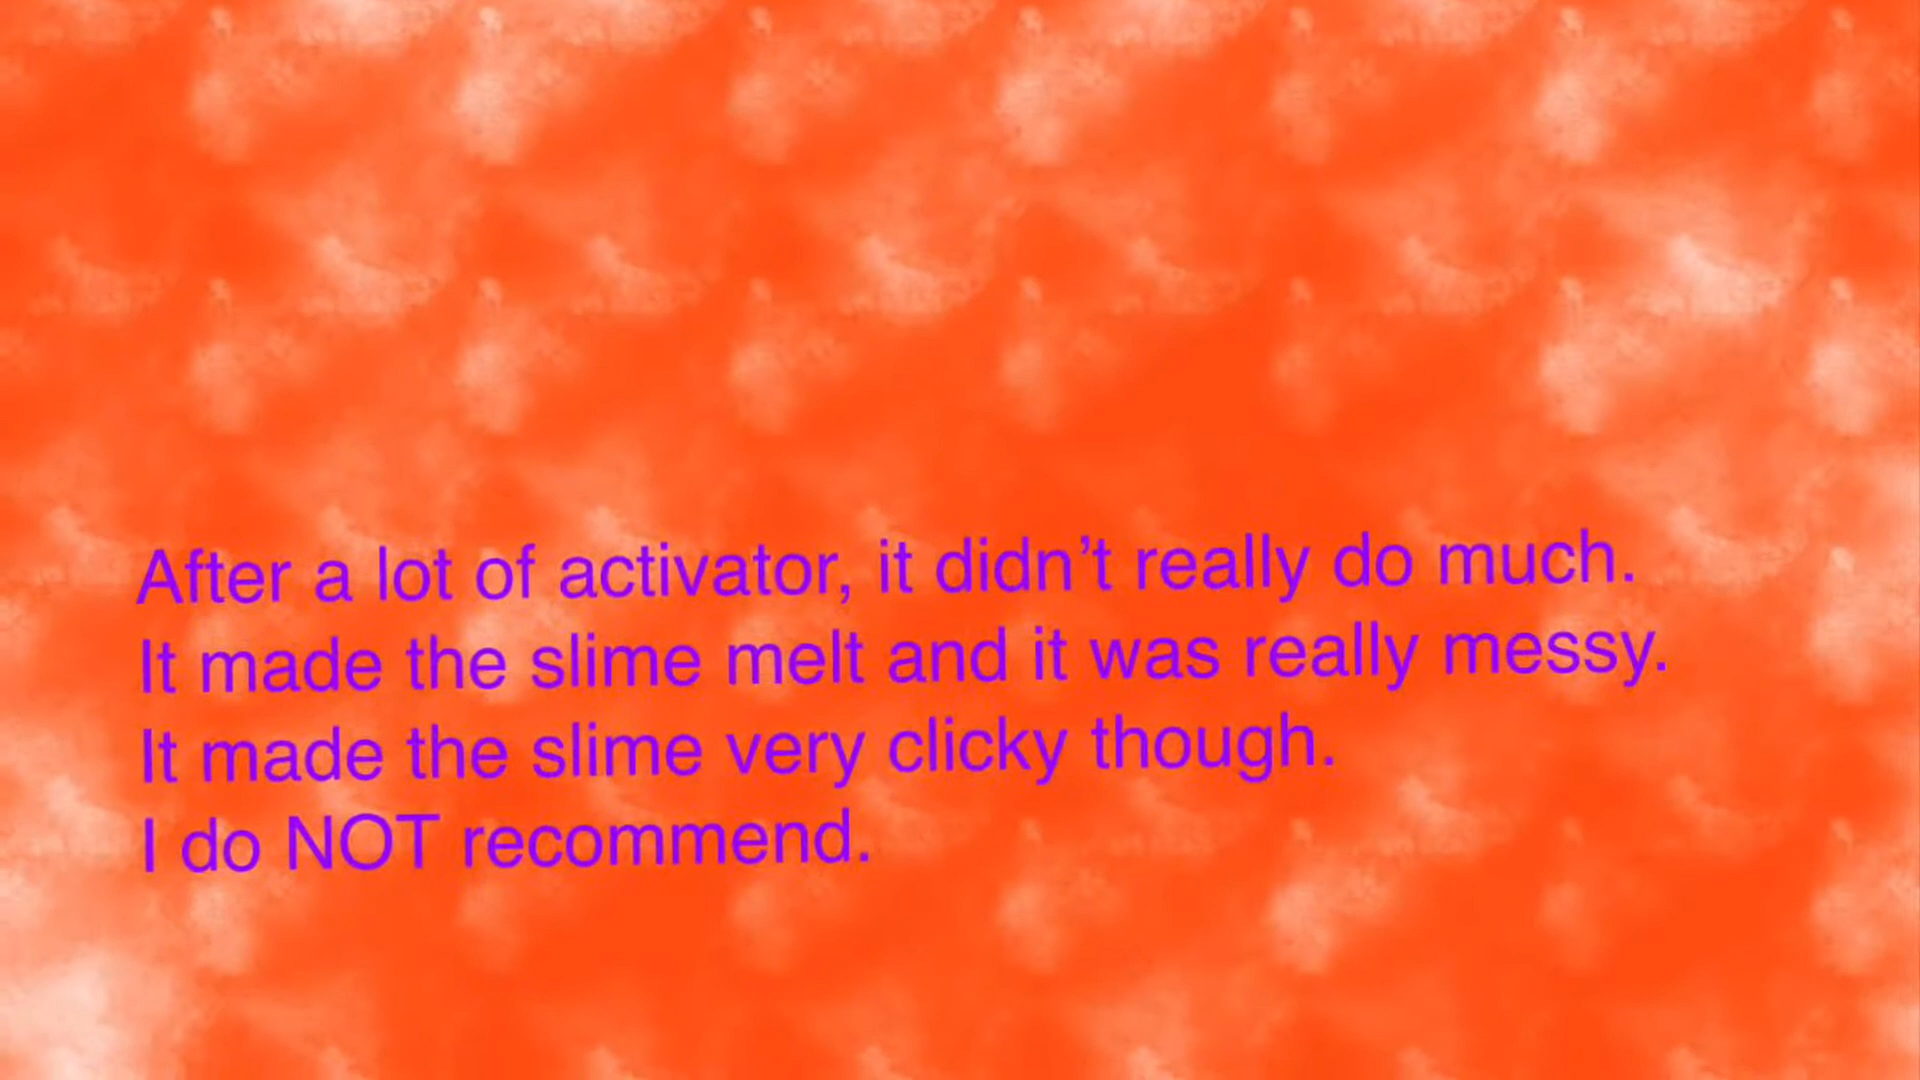 After a lot of activator, it didn’t really do much.
It made the slime melt and it was really messy.
It made the slime very clicky though.
I do NOT recommend.